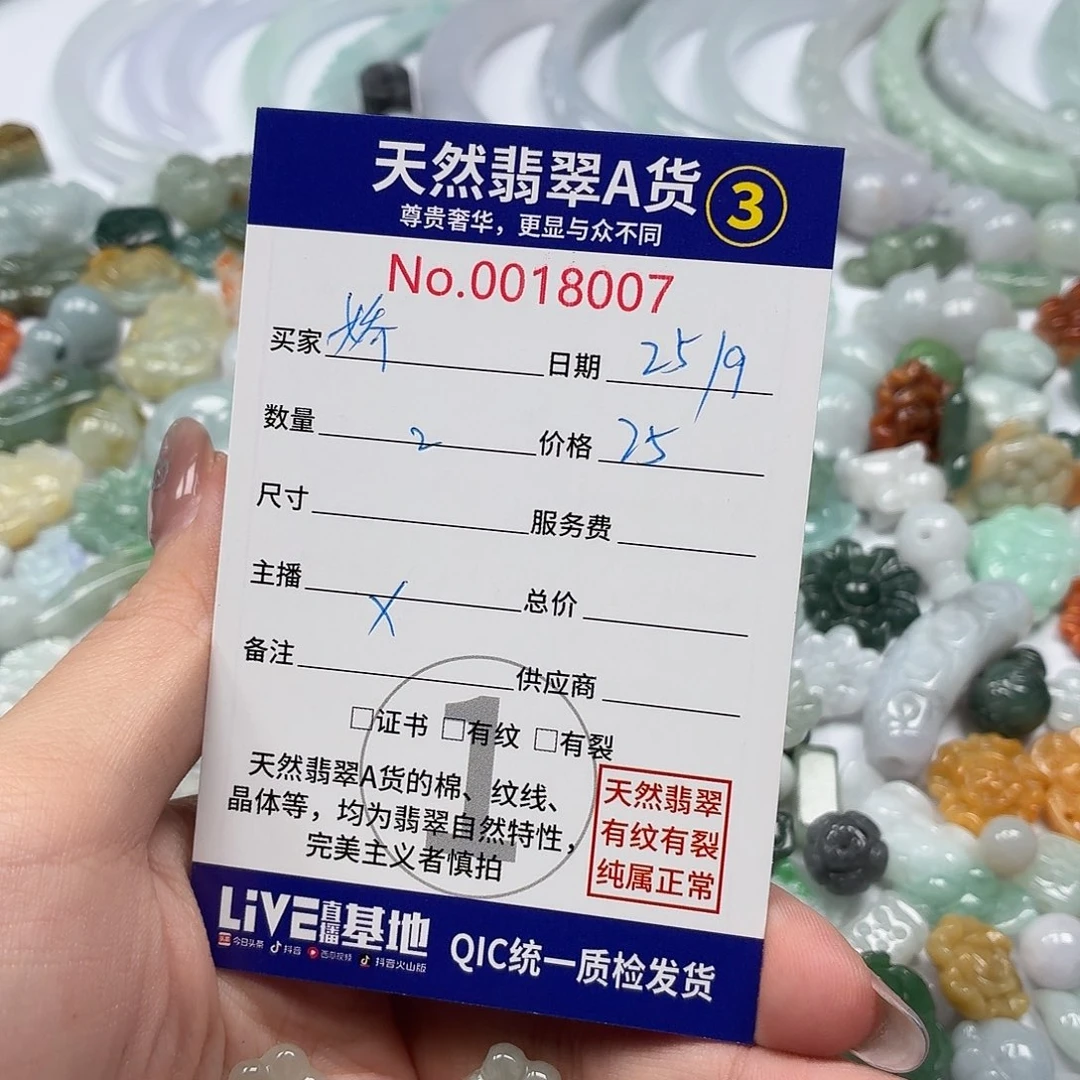 天然翡翠A货 3
尊贵奢华，更显与众不同
No.0018007
买家 娇 日期 25/9
数量 2 价格 25
尺寸 服务费
主播 X 总价
备注 供应商
1
□证书 □有纹 □有裂
天然翡翠A货的棉、纹线、
晶体等，均为翡翠自然特性，
完美主义者慎拍
天然翡翠
有纹有裂
纯属正常
LiVE直播基地
今日头条 抖音 西瓜视频 抖音火山版
QIC统一质检发货